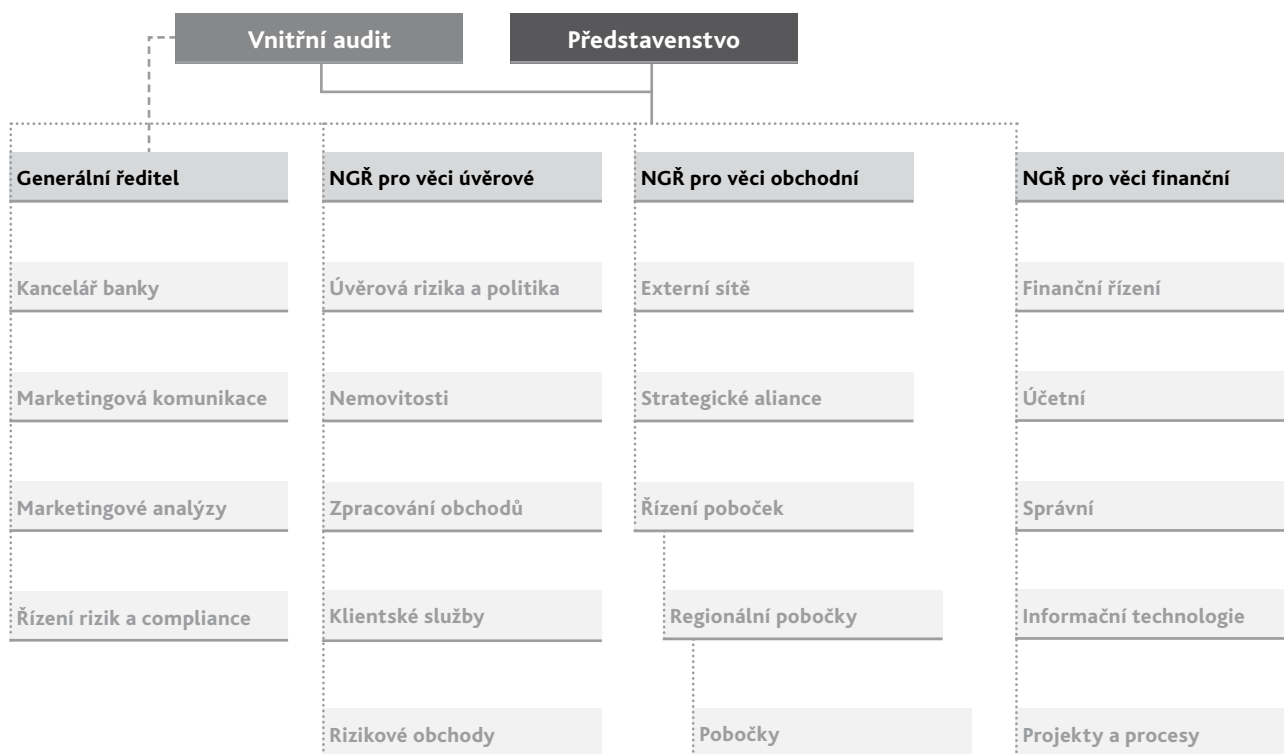 Vnitřní audit
Představenstvo
Generální ředitel
NGŘ pro věci úvěrové
NGŘ pro věci obchodní
NGŘ pro věci finanční
Kancelář banky
Úvěrová rizika a politika
Externí sítě
Finanční řízení
Marketingová komunikace
Nemovitosti
Strategické aliance
Účetní
Marketingové analýzy
Zpracování obchodů
Řízení poboček
Správní
Řízení rizik a compliance
Klientské služby
Regionální pobočky
Informační technologie
Rizikové obchody
Pobočky
Projekty a procesy